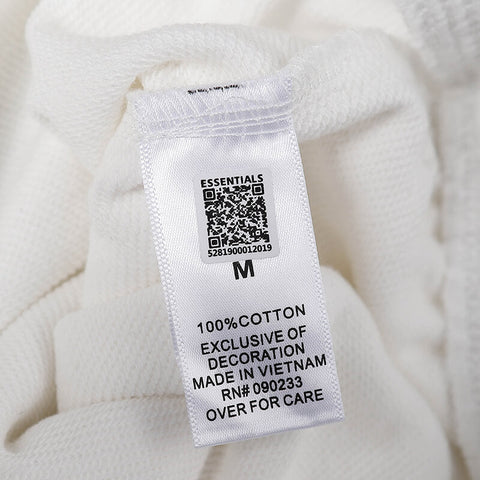 ESSENTIALS
5281900012019
M
100%COTTON
EXCLUSIVE OF
DECORATION
MADE IN VIETNAM
RN# 090233
OVER FOR CARE